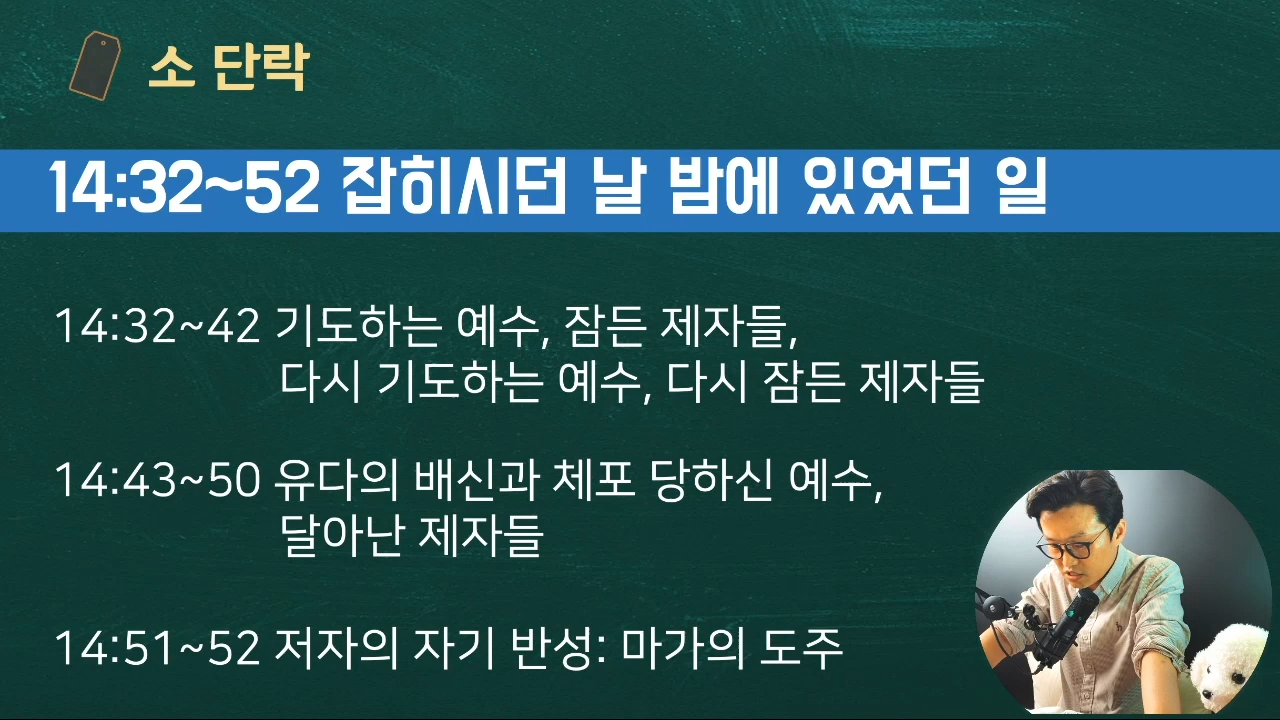 소 단락
14:32~52 잡히시던 날 밤에 있었던 일
14:32~42 기도하는 예수, 잠든 제자들,
다시 기도하는 예수, 다시 잠든 제자들
14:43~50 유다의 배신과 체포 당하신 예수,
달아난 제자들
14:51~52 저자의 자기 반성: 마가의 도주